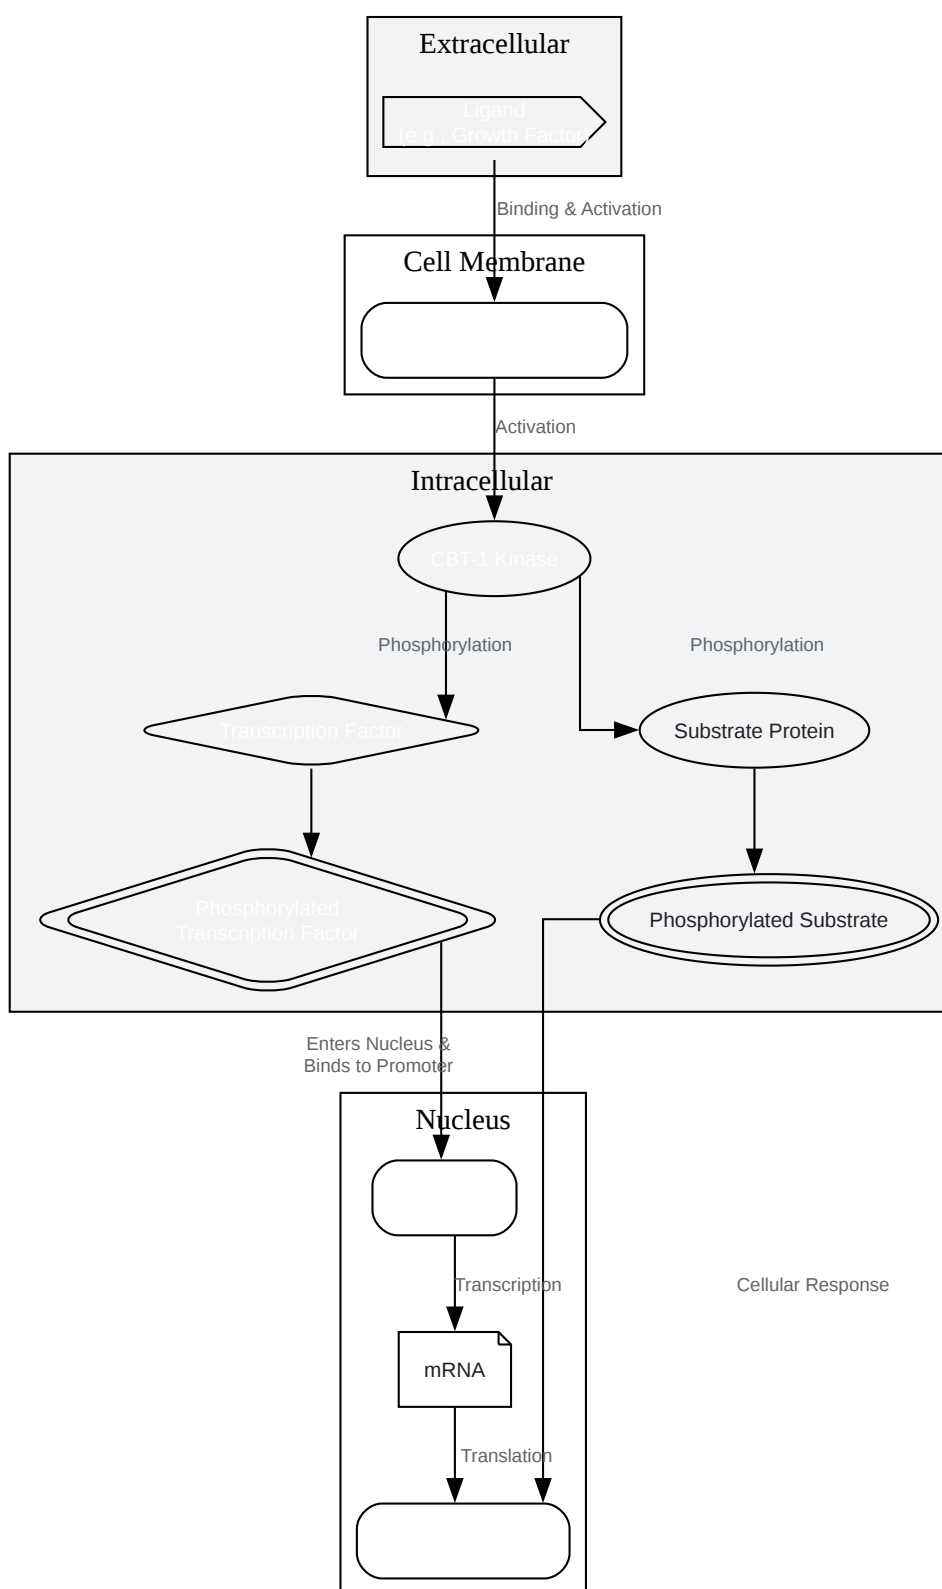 Extracellular
Ligand
(e.g., Growth Factor)
Binding & Activation
Cell Membrane
Activation
Intracellular
CBT-1 Kinase
Phosphorylation
Phosphorylation
Transcription Factor
Substrate Protein
Phosphorylated
Transcription Factor
Phosphorylated Substrate
Enters Nucleus &
Binds to Promoter
Nucleus
Transcription
Cellular Response
mRNA
Translation